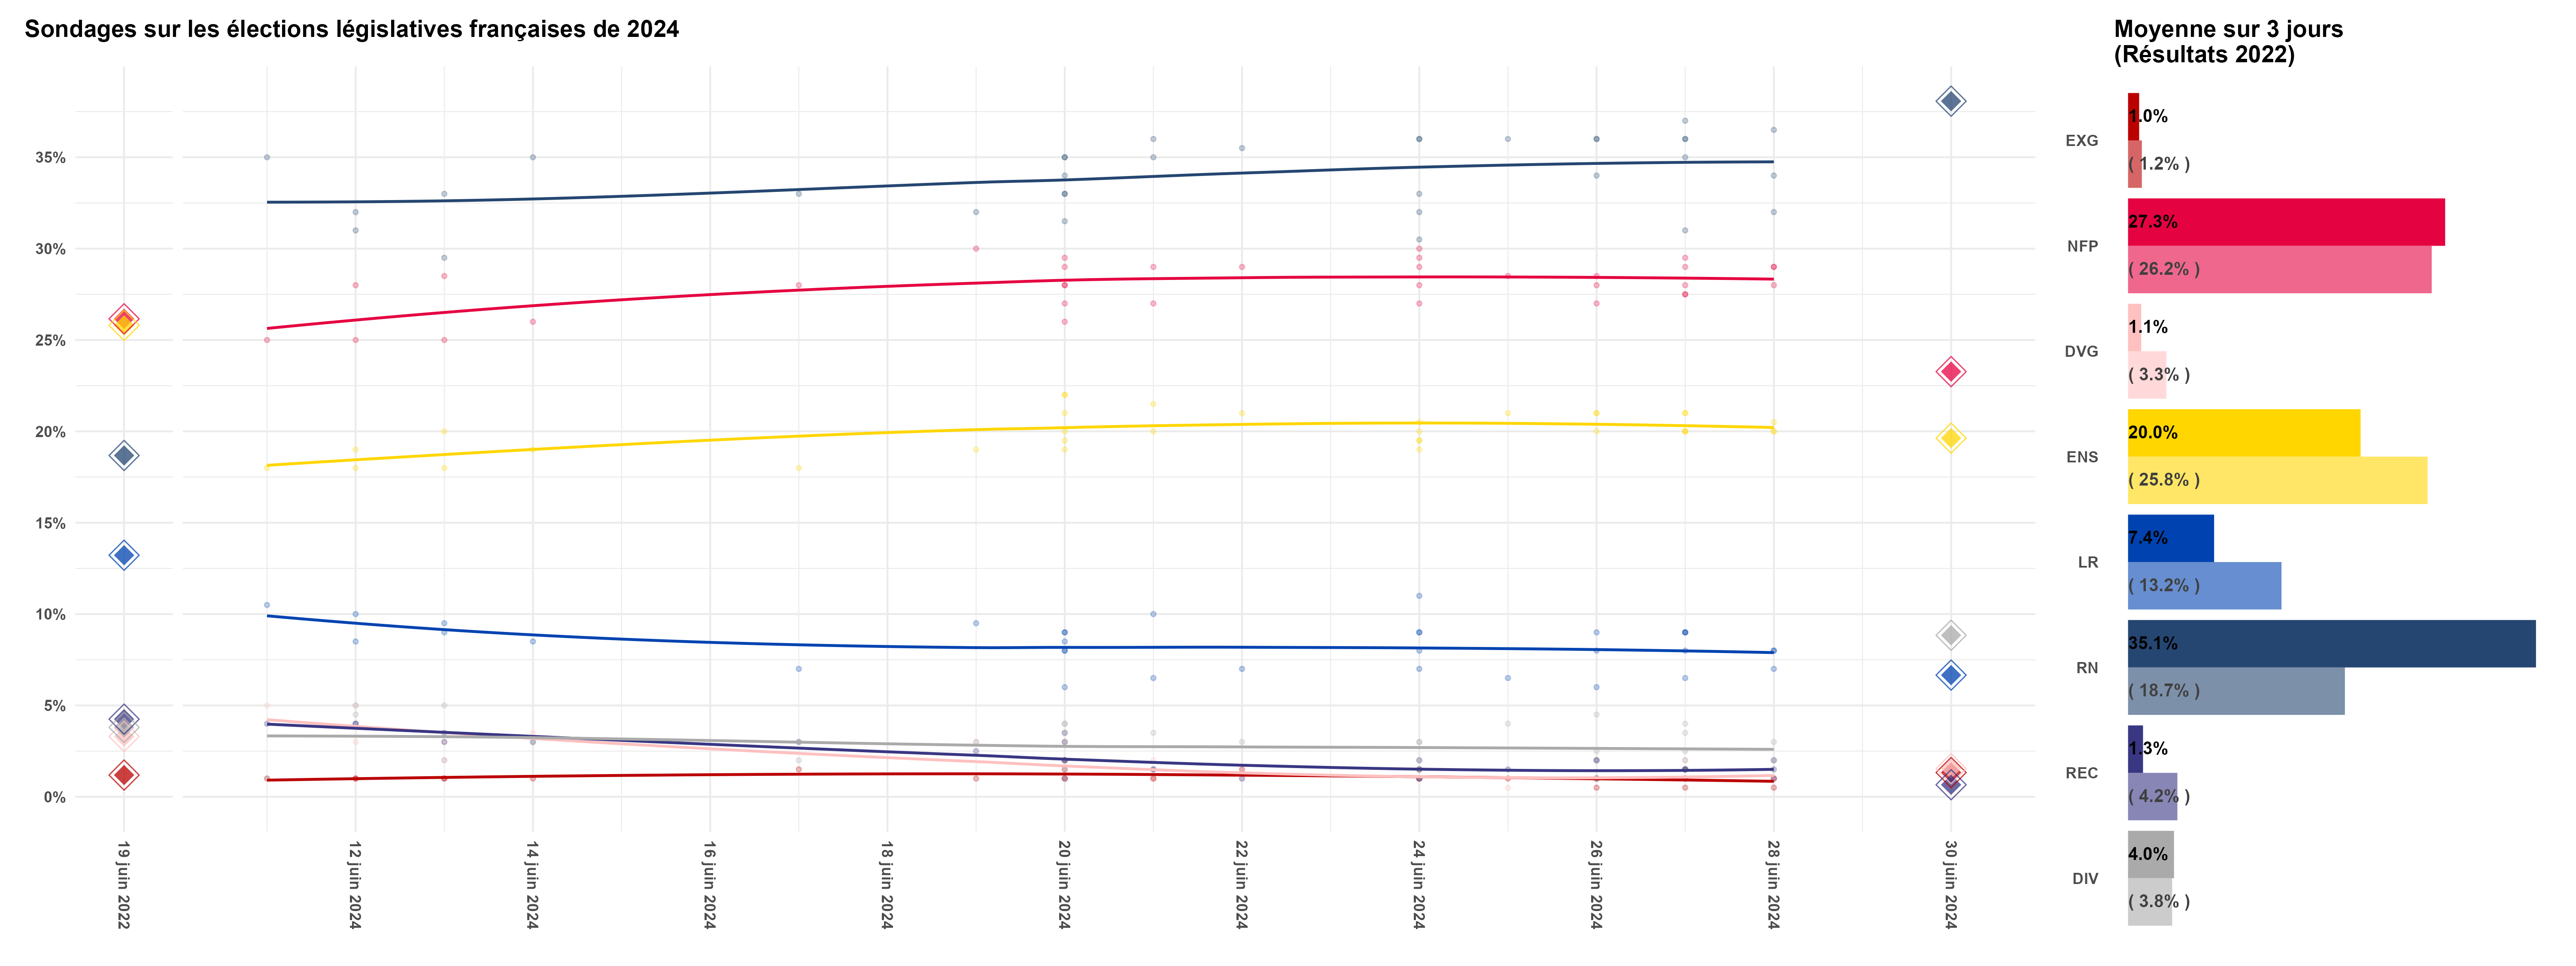 Sondages sur les élections législatives françaises de 2024
Moyenne sur 3 jours
(Résultats 2022)
35%
30%
25%
20%
15%
10%
5%
0%
19 juin 2022
12 juin 2024
14 juin 2024
16 juin 2024
18 juin 2024
20 juin 2024
22 juin 2024
24 juin 2024
26 juin 2024
28 juin 2024
30 juin 2024
EXG
1.0%
( 1.2% )
NFP
27.3%
( 26.2% )
DVG
1.1%
( 3.3% )
ENS
20.0%
( 25.8% )
LR
7.4%
( 13.2% )
RN
35.1%
( 18.7% )
REC
1.3%
( 4.2% )
DIV
4.0%
( 3.8% )